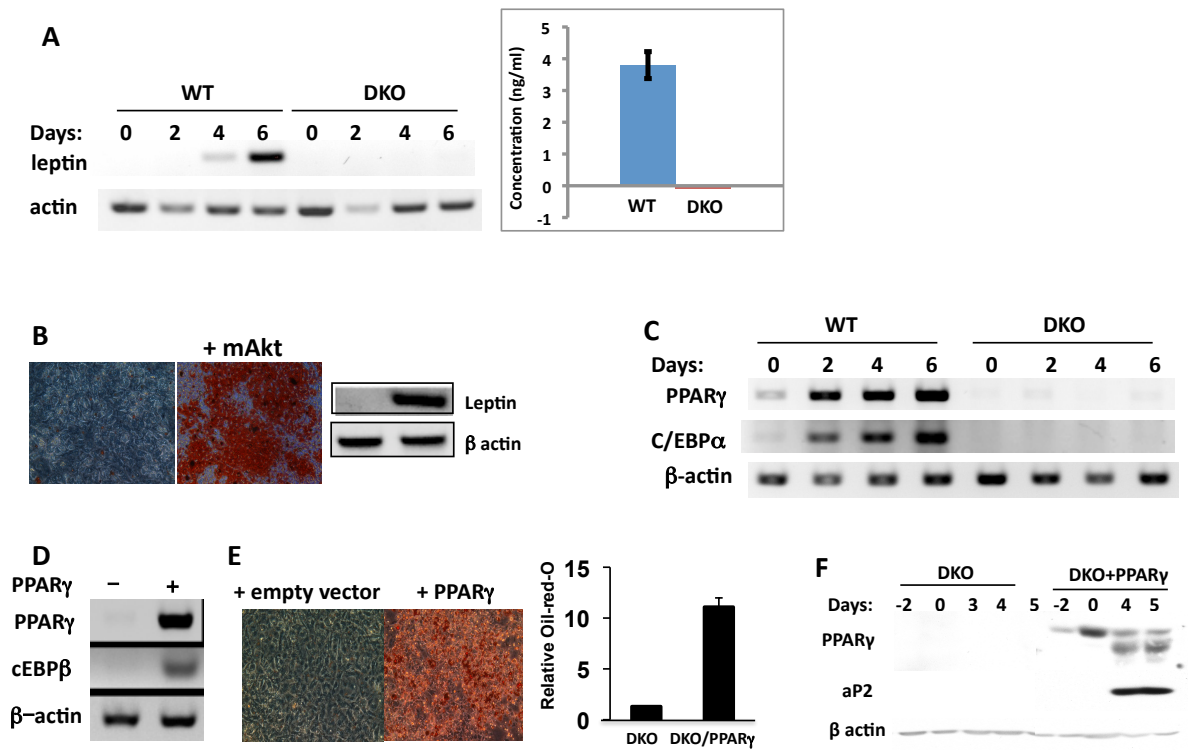 A
WT DKO
Days: 0 2 4 6 0 2 4 6
leptin
actin
Concentration (ng/ml)
5
4
3
2
1
0
-1
WT DKO
B
+ mAkt
Leptin
β actin
C
WT DKO
Days: 0 2 4 6 0 2 4 6
PPARγ
C/EBPα
β-actin
D
PPARγ – +
PPARγ
cEBPβ
β–actin
E
+ empty vector + PPARγ
Relative Oil-red-O
15
10
5
0
DKO DKO/PPARγ
F
DKO DKO+PPARγ
Days: -2 0 3 4 5 -2 0 4 5
PPARγ
aP2
β actin